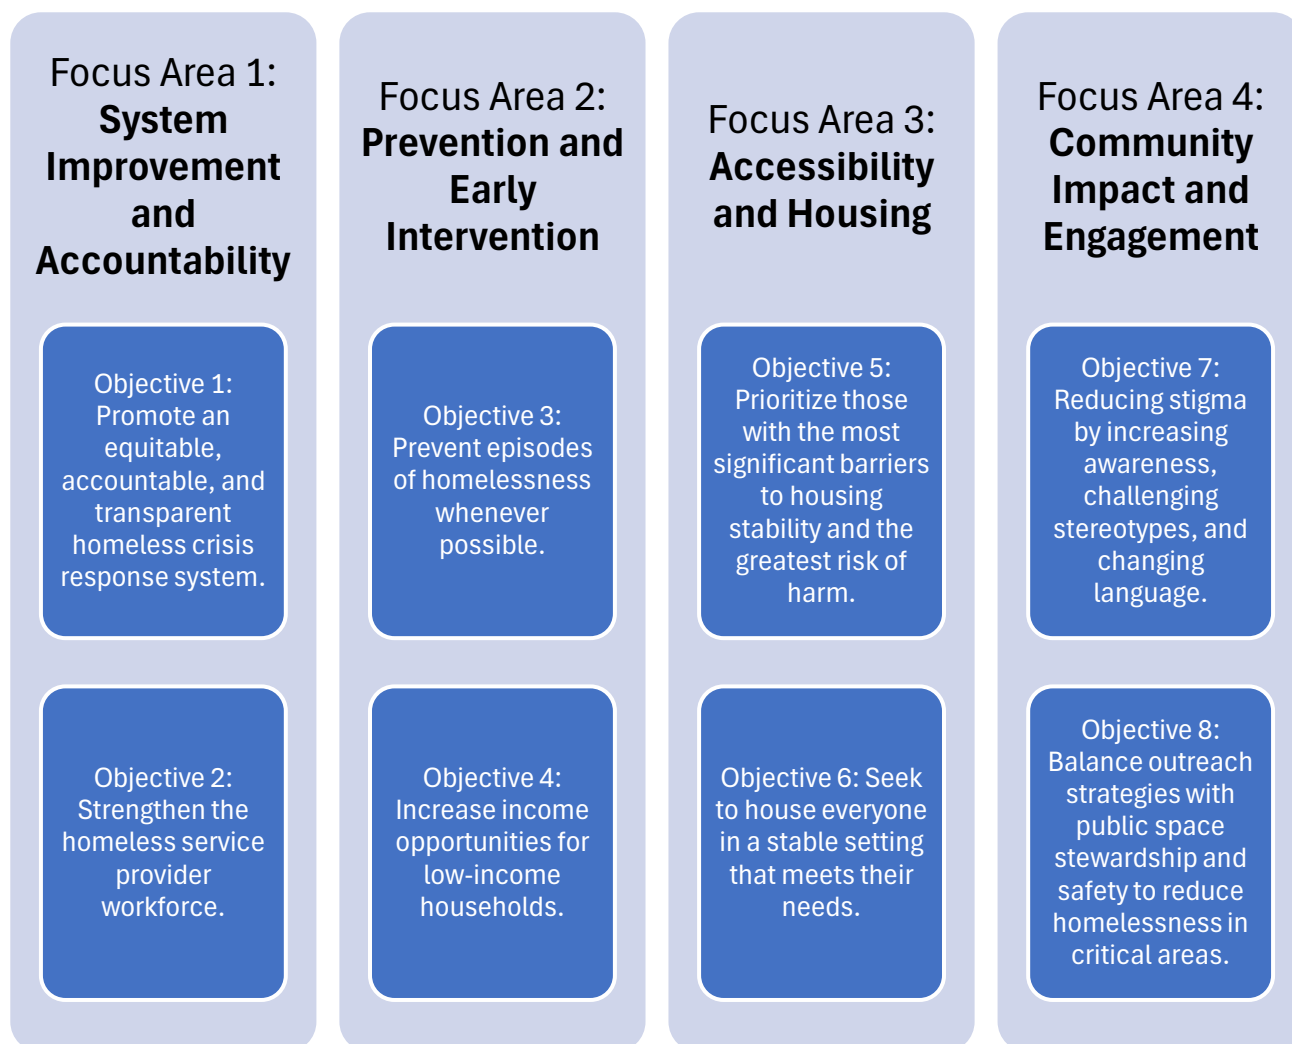 Focus Area 1:
System
Improvement
and
Accountability
Objective 1:
Promote an
equitable,
accountable, and
transparent
homeless crisis
response system.
Objective 2:
Strengthen the
homeless service
provider
workforce.
Focus Area 2:
Prevention and
Early
Intervention
Objective 3:
Prevent episodes
of homelessness
whenever
possible.
Objective 4:
Increase income
opportunities for
low-income
households.
Focus Area 3:
Accessibility
and Housing
Objective 5:
Prioritize those
with the most
significant barriers
to housing
stability and the
greatest risk of
harm.
Objective 6: Seek
to house everyone
in a stable setting
that meets their
needs.
Focus Area 4:
Community
Impact and
Engagement
Objective 7:
Reducing stigma
by increasing
awareness,
challenging
stereotypes, and
changing
language.
Objective 8:
Balance outreach
strategies with
public space
stewardship and
safety to reduce
homelessness in
critical areas.